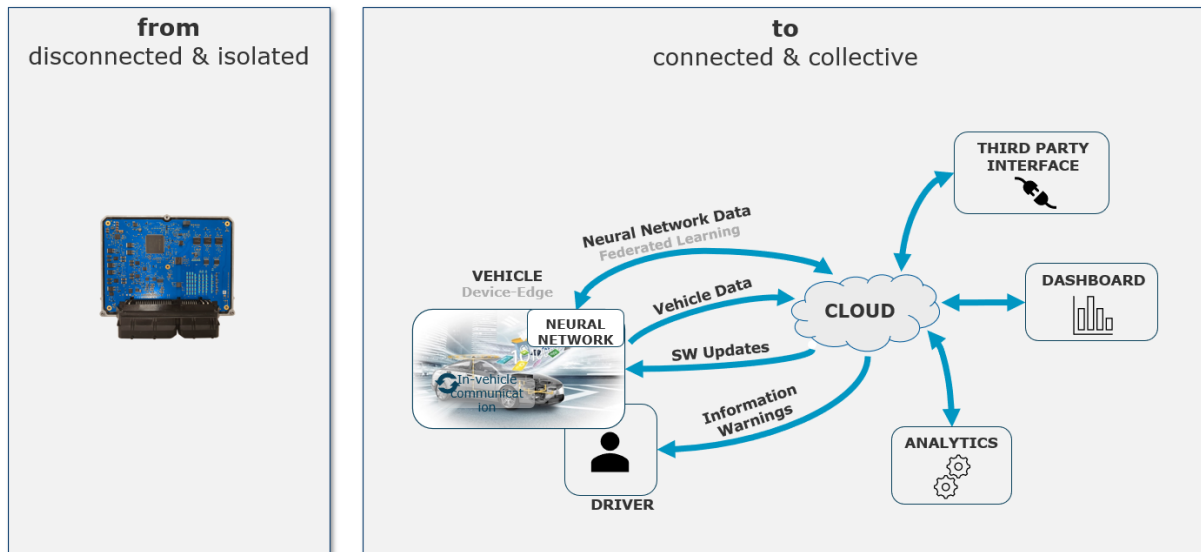 from
disconnected & isolated
to
connected & collective
THIRD PARTY
INTERFACE
Neural Network Data
Federated Learning
VEHICLE
Device-Edge
Vehicle Data
DASHBOARD
CLOUD
NEURAL
NETWORK
SW Updates
In-vehicle
communicat
ion
Information
Warnings
ANALYTICS
DRIVER